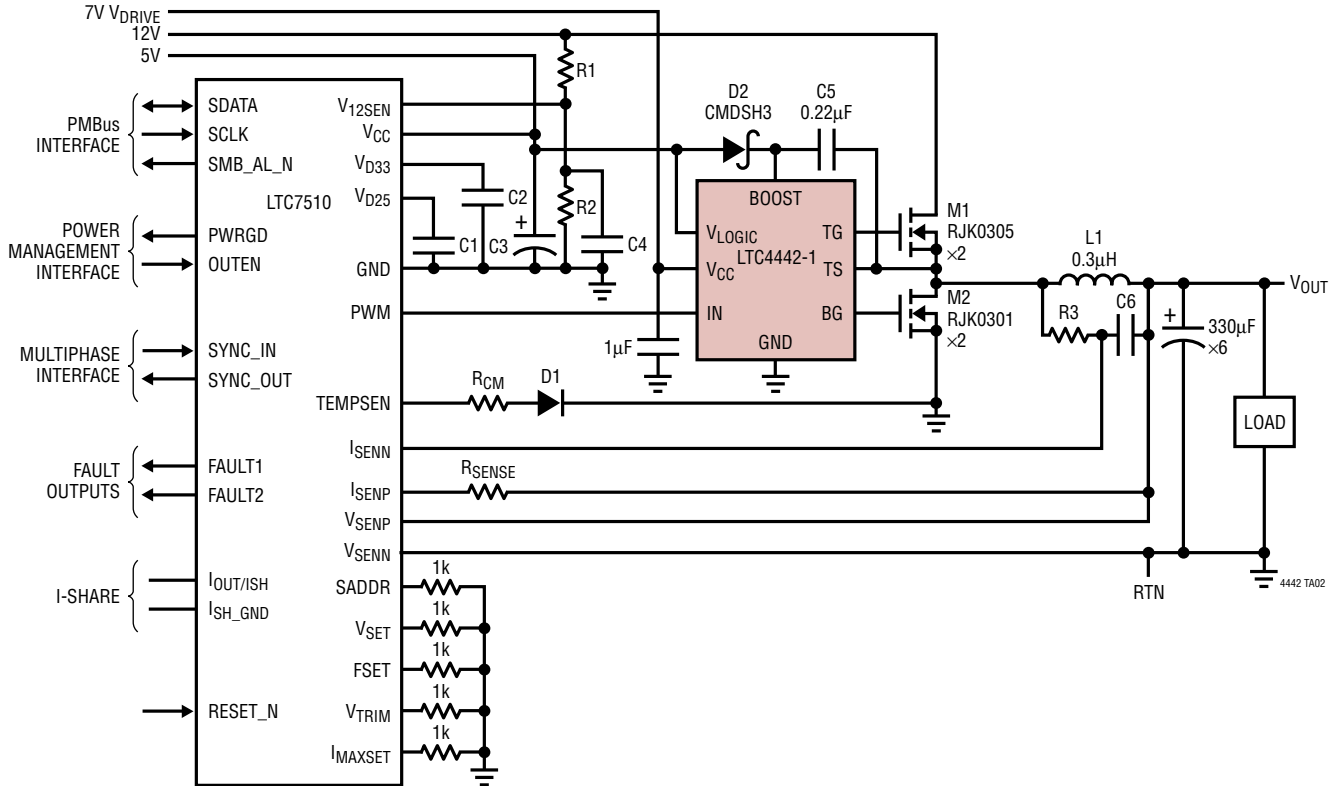 7V VDRIVE
12V
5V
PMBus
INTERFACE
POWER
MANAGEMENT
INTERFACE
MULTIPHASE
INTERFACE
FAULT
OUTPUTS
I-SHARE
SDATA
SCLK
SMB_AL_N
LTC7510
PWRGD
OUTEN
SYNC_IN
SYNC_OUT
FAULT1
FAULT2
IOUT/ISH
ISH_GND
RESET_N
V12SEN
VCC
VD33
VD25
GND
PWM
TEMPSEN
ISENN
ISENP
VSENP
VSENN
SADDR
VSET
FSET
VTRIM
IMAXSET
1k
1k
1k
1k
1k
R1
R2
C1
C2
+
C3
C4
1µF
RCM
D1
RSENSE
D2
CMDSH3
C5
0.22µF
BOOST
VLOGIC
TG
LTC4442-1
VCC
TS
IN
BG
GND
M1
RJK0305
×2
M2
RJK0301
×2
L1
0.3µH
R3
C6
+
330µF
×6
VOUT
LOAD
RTN
4442 TA02